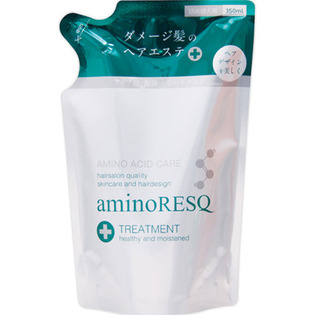 350mL
ダメージ髪の
ヘアエステ
ヘア
デザイン
を美しく
AMINO ACID CARE
hairsalon quality
skincare and hairdesign
aminoRESQ
TREATMENT
healthy and moistened